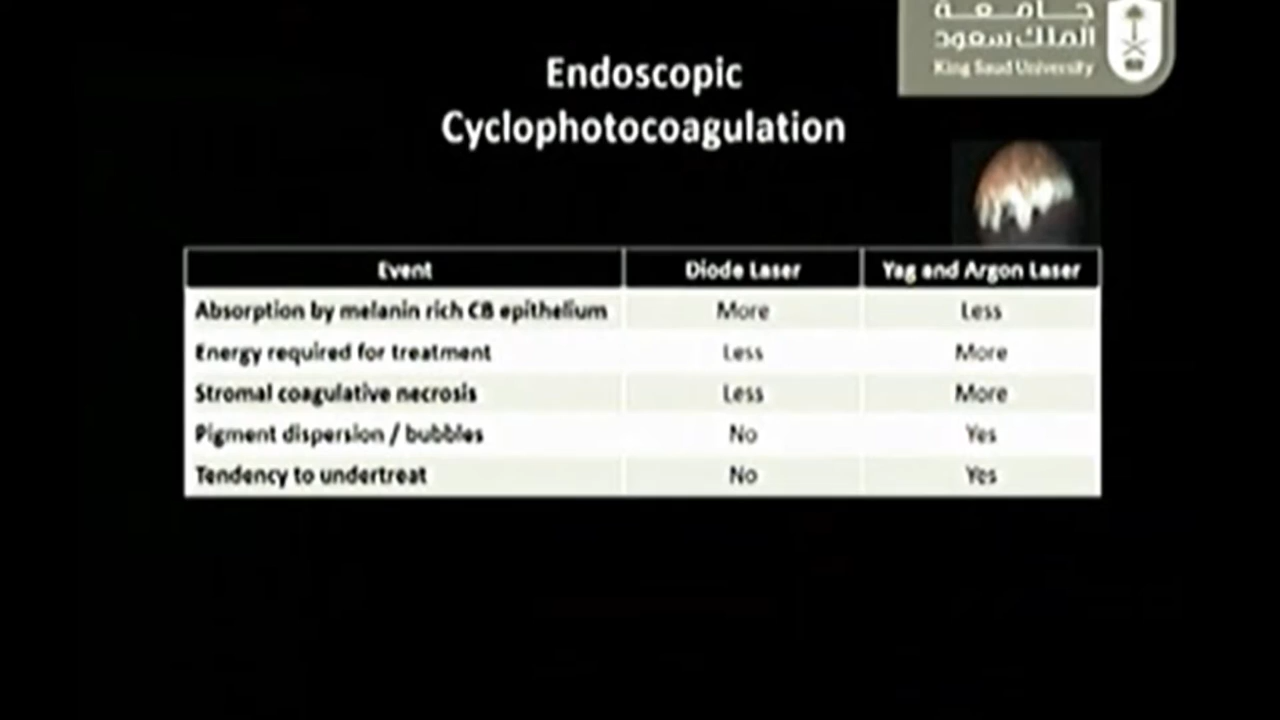 جامعة
الملك سعود
King Saud University
Endoscopic
Cyclophotocoagulation
Event Diode Laser Yag and Argon Laser
Absorption by melanin rich CB epithelium More Less
Energy required for treatment Less More
Stromal coagulative necrosis Less More
Pigment dispersion / bubbles No Yes
Tendency to undertreat No Yes